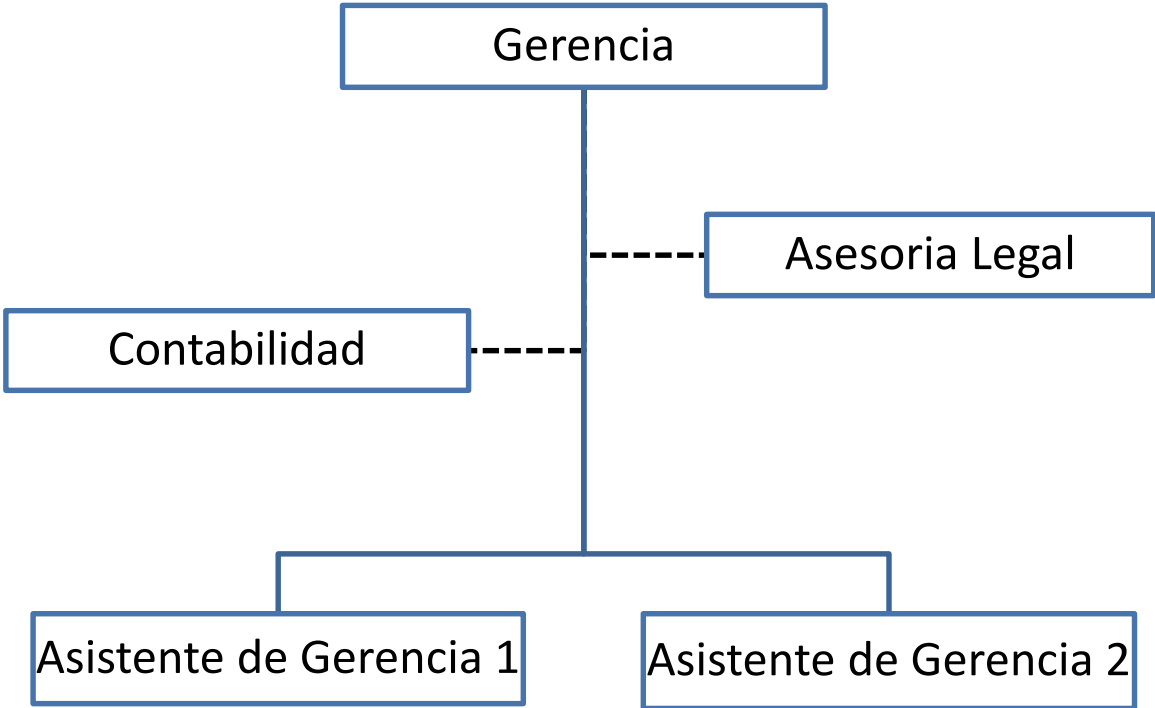 Gerencia
Asesoria Legal
Contabilidad
Asistente de Gerencia 1
Asistente de Gerencia 2